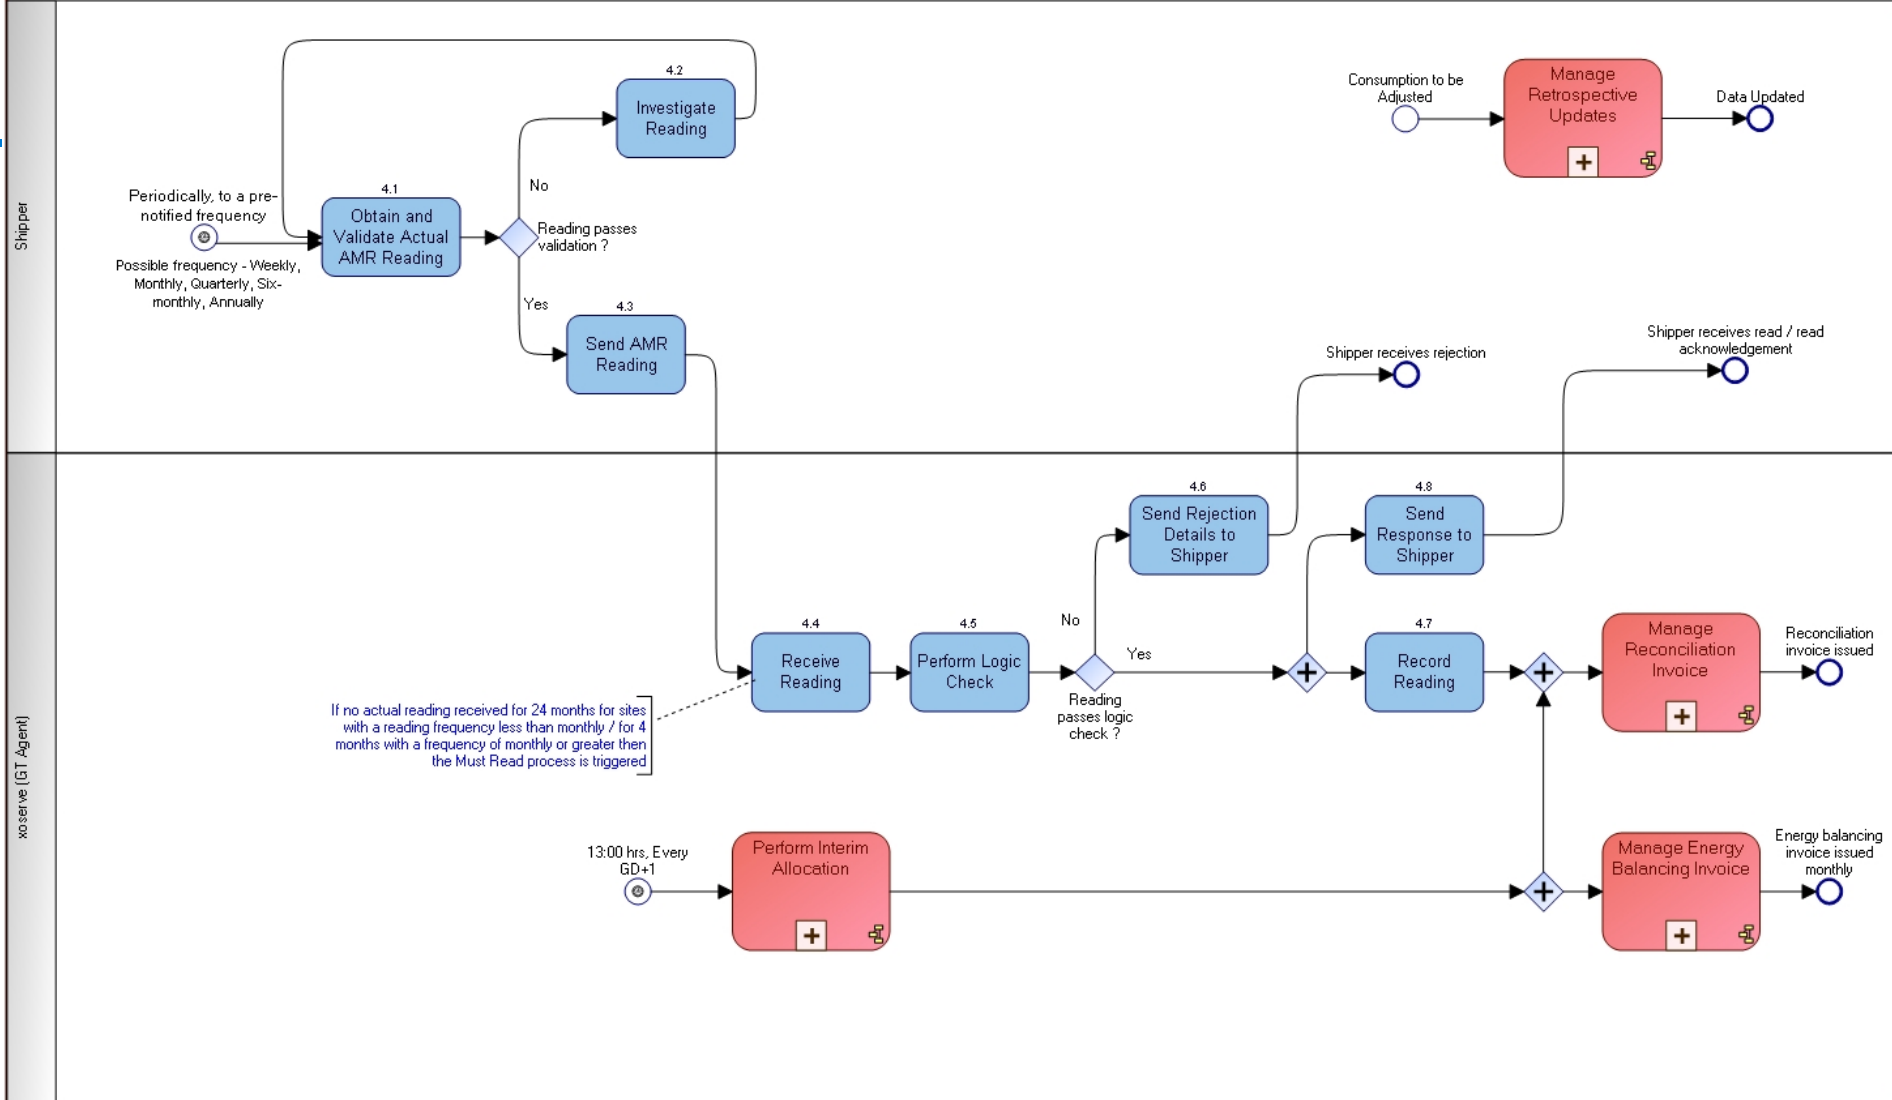 Shipper
Periodically, to a pre-
notified frequency
Possible frequency - Weekly,
Monthly, Quarterly, Six-
monthly, Annually
4.1
Obtain and
Validate Actual
AMR Reading
Reading passes
validation ?
No
Yes
4.2
Investigate
Reading
4.3
Send AMR
Reading
Consumption to be
Adjusted
Manage
Retrospective
Updates
Data Updated
Shipper receives rejection
Shipper receives read / read
acknowledgement
xoserve (GT Agent)
4.4
Receive
Reading
If no actual reading received for 24 months for sites
with a reading frequency less than monthly / for 4
months with a frequency of monthly or greater then
the Must Read process is triggered
4.5
Perform Logic
Check
Reading
passes logic
check ?
No
Yes
4.6
Send Rejection
Details to
Shipper
4.8
Send
Response to
Shipper
4.7
Record
Reading
Manage
Reconciliation
Invoice
Reconciliation
invoice issued
13:00 hrs, Every
GD+1
Perform Interim
Allocation
Manage Energy
Balancing Invoice
Energy balancing
invoice issued
monthly